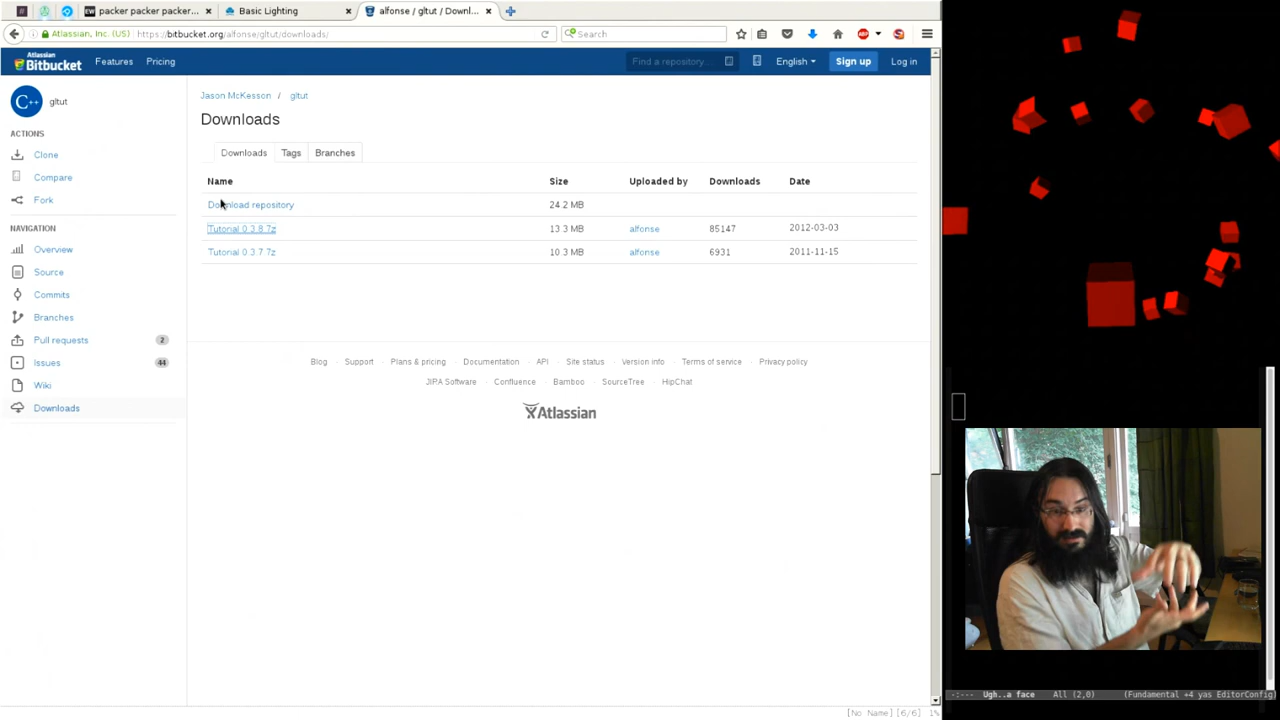 packer packer packer...
Basic Lighting
alfonse / gltut / Downl...
Atlassian, Inc. (US)
https://bitbucket.org/alfonse/gltut/downloads/
Search
Atlassian
Bitbucket
Features
Pricing
Find a repository...
English
Sign up
Log in
C++
gltut
Jason McKesson / gltut
Downloads
ACTIONS
Clone
Compare
Fork
NAVIGATION
Overview
Source
Commits
Branches
Pull requests 2
Issues 44
Wiki
Downloads
Downloads Tags Branches
Name Size Uploaded by Downloads Date
Download repository 24.2 MB
Tutorial 0.3.8.7z 13.3 MB alfonse 85147 2012-03-03
Tutorial 0.3.7.7z 10.3 MB alfonse 6931 2011-11-15
Blog · Support · Plans & pricing · Documentation · API · Site status · Version info · Terms of service · Privacy policy
JIRA Software · Confluence · Bamboo · SourceTree · HipChat
Atlassian
[No Name] [6/6] 1%
-:--- Ugh..a face All (2,0) (Fundamental +4 yas EditorConfig)